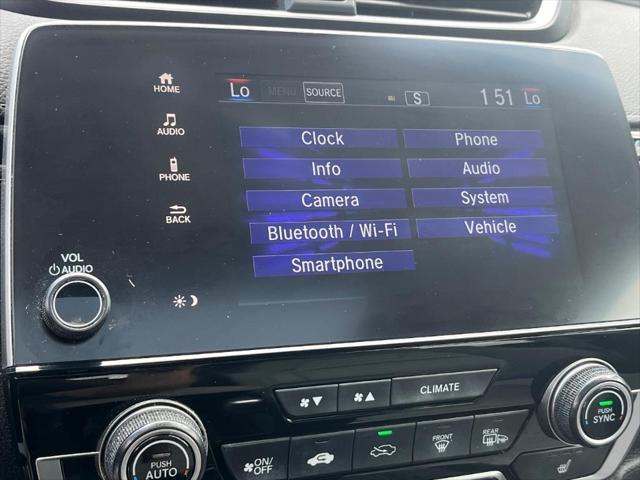 Lo MENU SOURCE S 1 51 Lo
HOME
AUDIO
PHONE
BACK
Clock Phone
Info Audio
Camera System
Bluetooth / Wi-Fi Vehicle
Smartphone
VOL
AUDIO
CLIMATE
PUSH
AUTO
ON/
OFF
FRONT
REAR
PUSH
SYNC